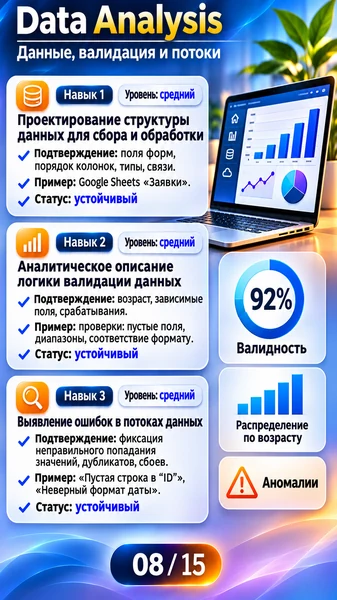 Data Analysis
Данные, валидация и потоки
Навык 1
Уровень: средний
Проектирование структуры
данных для сбора и обработки
Подтверждение: поля форм,
порядок колонок, типы, связи.
Пример: Google Sheets «Заявки».
Статус: устойчивый
Навык 2
Уровень: средний
Аналитическое описание
логики валидации данных
Подтверждение: возраст, зависимые
поля, срабатывания.
Пример: проверки: пустые поля,
диапазоны, соответствие формату.
Статус: устойчивый
92%
Валидность
Навык 3
Уровень: средний
Выявление ошибок в потоках данных
Подтверждение: фиксация
неправильного попадания
значений, дубликатов, сбоев.
Пример: «Пустая строка в “ID”»,
«Неверный формат даты».
Статус: устойчивый
Распределение
по возрасту
Аномалии
08 / 15